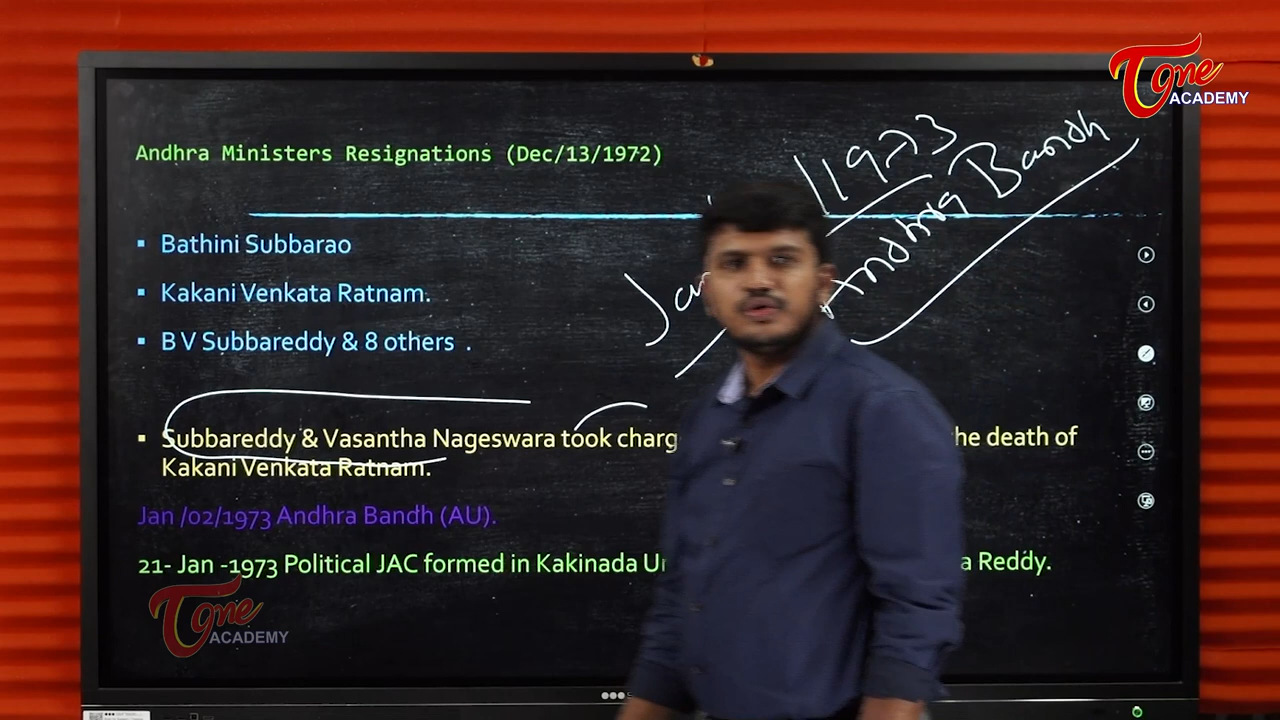 Tone
ACADEMY
Andhra Ministers Resignations (Dec/13/1972)
1973
Andhra Bandh
Jan
▪ Bathini Subbarao
▪ Kakani Venkata Ratnam.
▪ B V Subbareddy & 8 others .
▪ Subbareddy & Vasantha Nageswara took charg he death of
Kakani Venkata Ratnam.
Jan /02/1973 Andhra Bandh (AU).
21- Jan -1973 Political JAC formed in Kakinada Un a Reddy.
Tone
ACADEMY